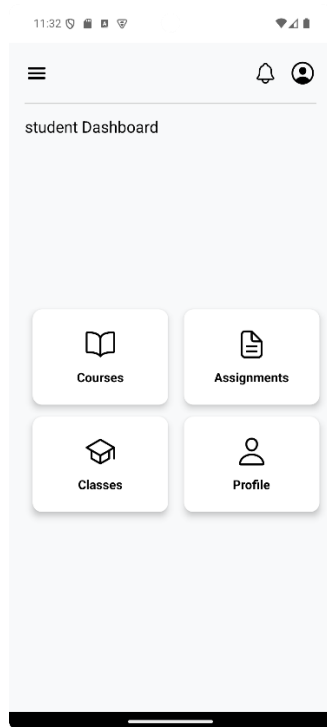 11:32
student Dashboard
Courses
Assignments
Classes
Profile